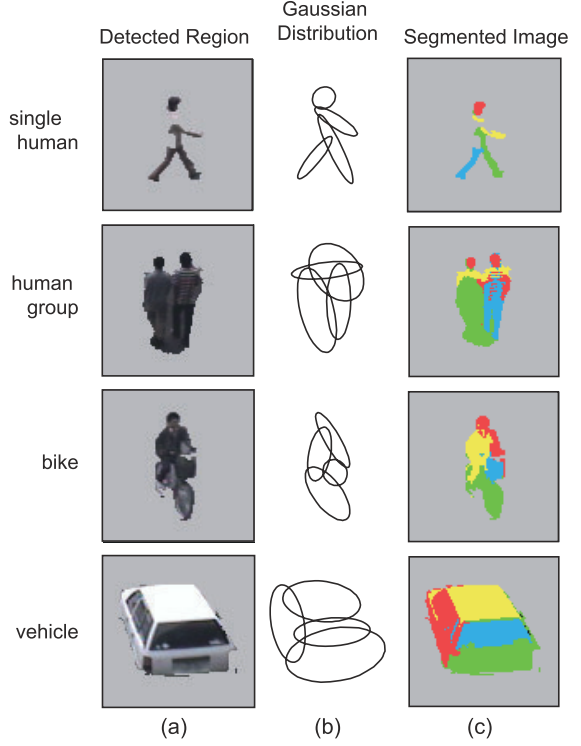 Gaussian
Detected Region Distribution Segmented Image
single
human
human
group
bike
vehicle
(a) (b) (c)